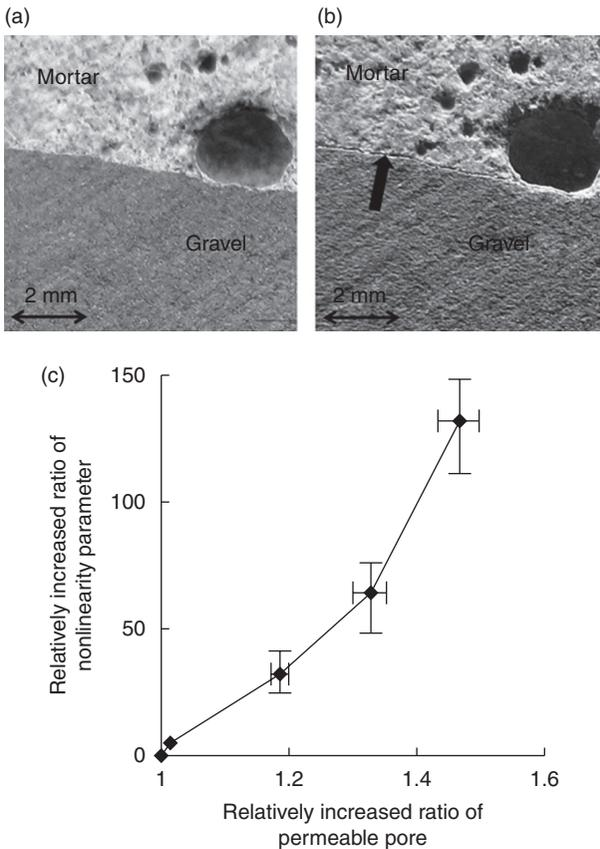 (a)
Mortar
Gravel
2 mm
(b)
Mortar
Gravel
2 mm
(c)
Relatively increased ratio of
nonlinearity parameter
150
100
50
0
1
1.2
1.4
1.6
Relatively increased ratio of
permeable pore